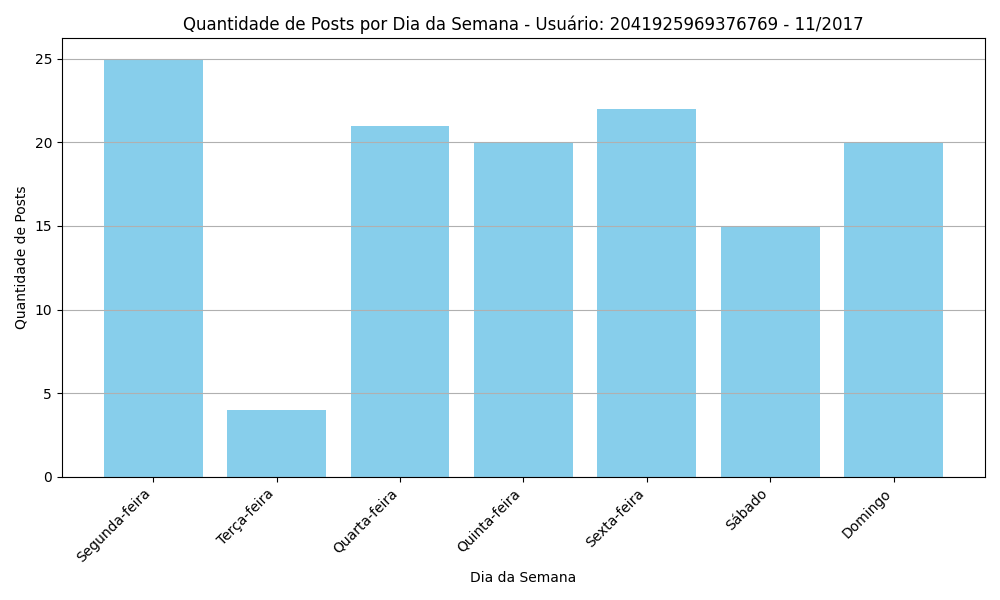 Quantidade de Posts por Dia da Semana - Usuário: 2041925969376769 - 11/2017
Quantidade de Posts
25
20
15
10
5
0
Segunda-feira
Terça-feira
Quarta-feira
Quinta-feira
Sexta-feira
Sábado
Domingo
Dia da Semana